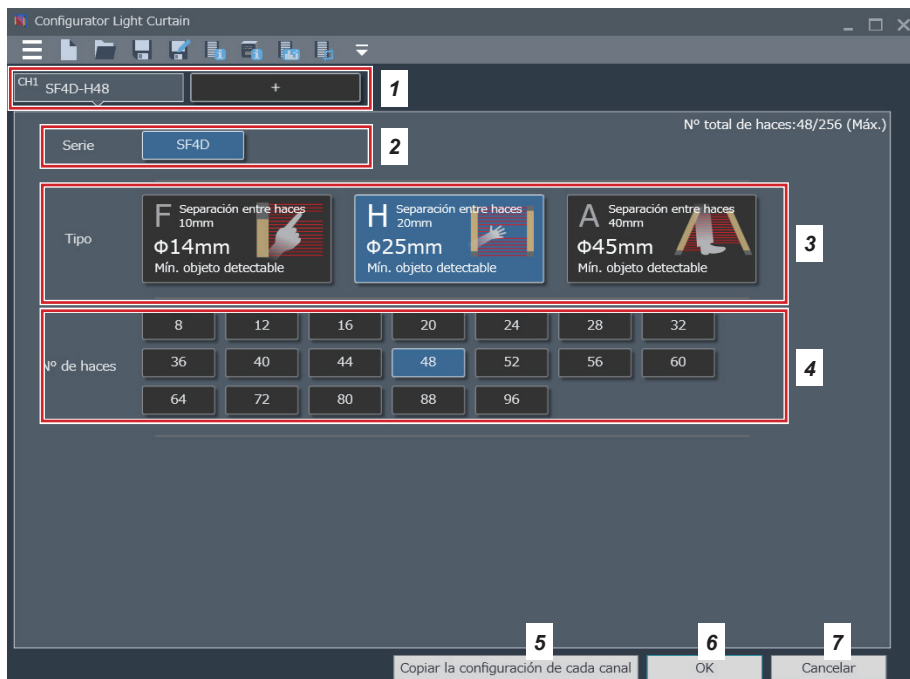 Configurator Light Curtain
CH1 SF4D-H48
+
1
Nº total de haces:48/256 (Máx.)
Serie
SF4D
2
Tipo
F Separación entre haces
10mm
Φ14mm
Mín. objeto detectable
H Separación entre haces
20mm
Φ25mm
Mín. objeto detectable
A Separación entre haces
40mm
Φ45mm
Mín. objeto detectable
3
Nº de haces
8 12 16 20 24 28 32
36 40 44 48 52 56 60
64 72 80 88 96
4
5 6 7
Copiar la configuración de cada canal OK Cancelar